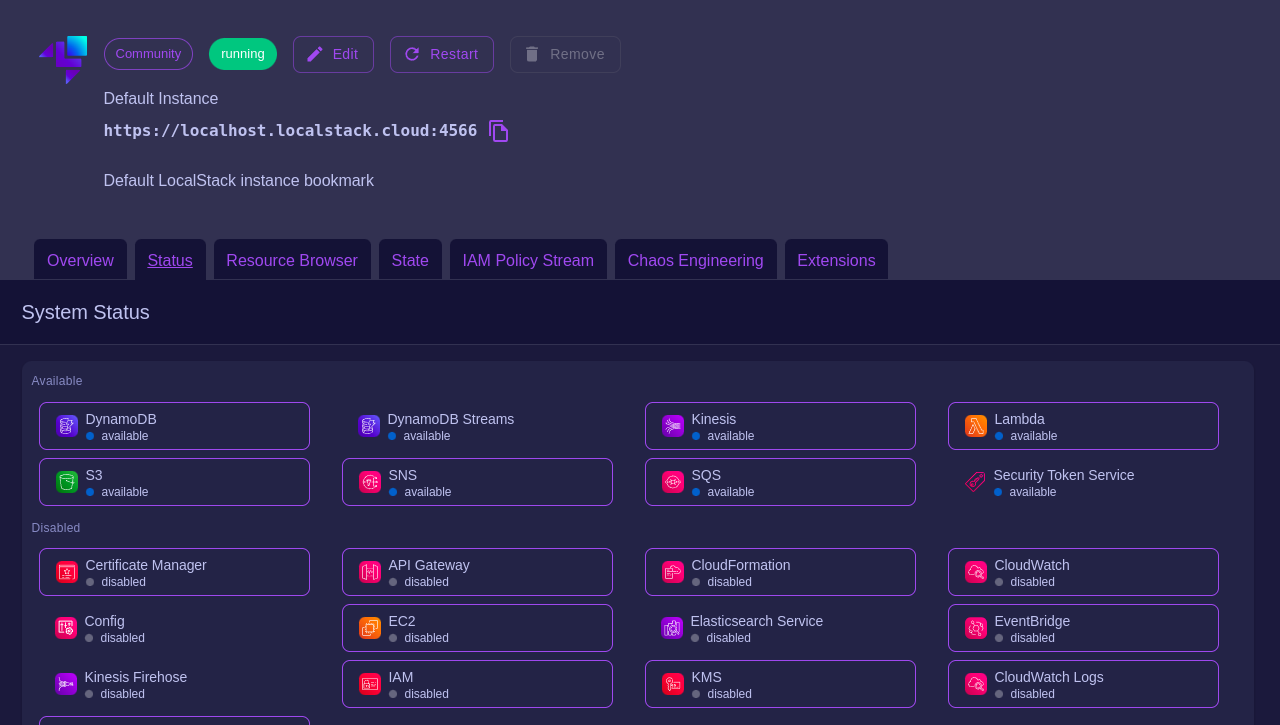 Community
running
Edit
Restart
Remove
Default Instance
https://localhost.localstack.cloud:4566
Default LocalStack instance bookmark
Overview
Status
Resource Browser
State
IAM Policy Stream
Chaos Engineering
Extensions
System Status
Available
DynamoDB
available
DynamoDB Streams
available
Kinesis
available
Lambda
available
S3
available
SNS
available
SQS
available
Security Token Service
available
Disabled
Certificate Manager
disabled
API Gateway
disabled
CloudFormation
disabled
CloudWatch
disabled
Config
disabled
EC2
disabled
Elasticsearch Service
disabled
EventBridge
disabled
Kinesis Firehose
disabled
IAM
disabled
KMS
disabled
CloudWatch Logs
disabled